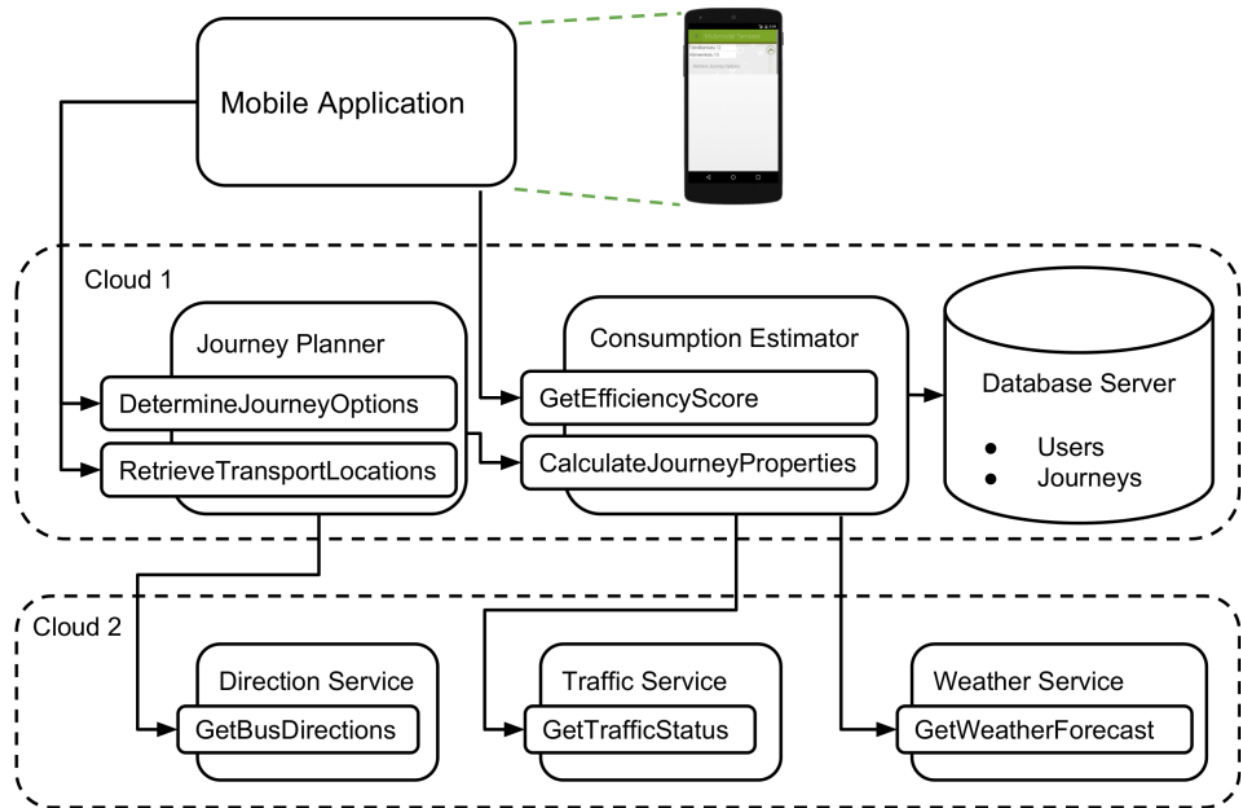 Mobile Application
Cloud 1
Journey Planner
DetermineJourneyOptions
RetrieveTransportLocations
Consumption Estimator
GetEfficiencyScore
CalculateJourneyProperties
Database Server
● Users
● Journeys
Cloud 2
Direction Service
GetBusDirections
Traffic Service
GetTrafficStatus
Weather Service
GetWeatherForecast